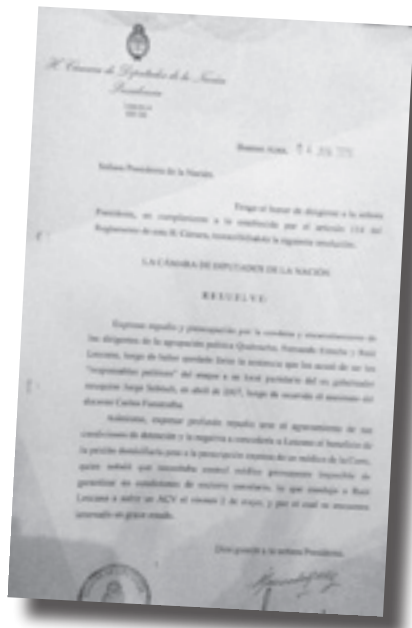 H. Cámara de Diputados de la Nación
Presidencia
Buenos Aires,
Señora Presidenta de la Nación.
Tengo el honor de dirigirme a la señora
Presidenta, en cumplimiento a lo establecido por el artículo 114 del
Reglamento de esta H. Cámara, la siguiente resolución:
LA CÁMARA DE DIPUTADOS DE LA NACIÓN
RESUELVE:
Expresar repudio y preocupación por la condena y encarcelamiento de
los dirigentes de la agrupación política Quebracho, Fernando Esteche y Raúl
Lescano, luego de haber quedado firme la sentencia que los acusó de ser los
"responsables políticos" del ataque a un local partidario del ex gobernador
neuquino Jorge Sobisch, en abril de 2007, luego de ocurrido el asesinato del
docente Carlos Fuentealba.
Asimismo, expresar profundo repudio ante el agravamiento de sus
condiciones de detención y la negativa a concederle a Lescano el beneficio de
la prisión domiciliaria pese a la prescripción expresa de un médico de la Corte,
quien señaló que necesitaba control médico permanente imposible de
garantizar en condiciones de encierro carcelario, lo que condujo a Raúl
Lescano a sufrir un ACV el viernes 2 de mayo, y por el cual se encuentra
internado en grave estado.
Dios guarde a la señora Presidenta.